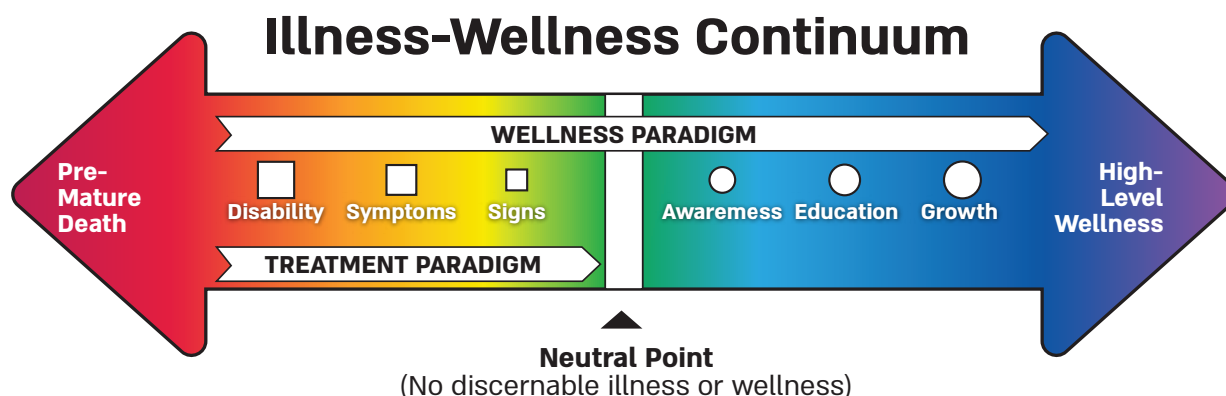 Illness-Wellness Continuum
WELLNESS PARADIGM
Pre-
Mature
Death
Disability
Symptoms
Signs
Awaremess
Education
Growth
High-
Level
Wellness
TREATMENT PARADIGM
Neutral Point
(No discernable illness or wellness)